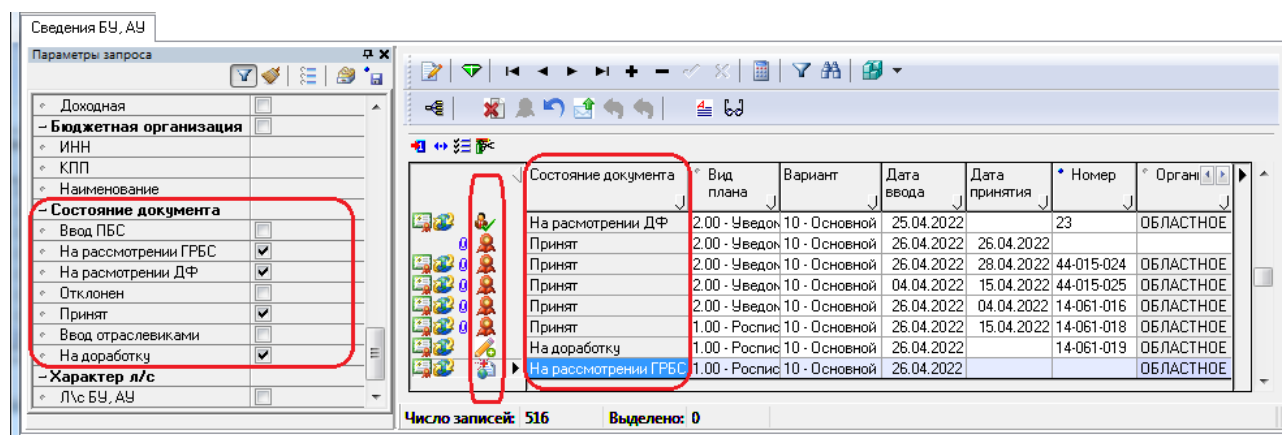 Сведения БУ, АУ
Параметры запроса
Доходная
Бюджетная организация
ИНН
КПП
Наименование
Состояние документа
Ввод ПБС
На рассмотрении ГРБС
На расмотрении ДФ
Отклонен
Принят
Ввод отраслевиками
На доработку
Характер л/с
Л\с БУ, АУ
Состояние документа Вид плана Вариант Дата ввода Дата принятия Номер Органи
На расмотрении ДФ 2.00 - Уведом 10 - Основной 25.04.2022 23 ОБЛАСТНОЕ
Принят 2.00 - Уведом 10 - Основной 26.04.2022 26.04.2022 ОБЛАСТНОЕ
Принят 2.00 - Уведом 10 - Основной 26.04.2022 28.04.2022 44-015-024 ОБЛАСТНОЕ
Принят 2.00 - Уведом 10 - Основной 04.04.2022 15.04.2022 44-015-025 ОБЛАСТНОЕ
Принят 2.00 - Уведом 10 - Основной 26.04.2022 04.04.2022 14-061-016 ОБЛАСТНОЕ
Принят 1.00 - Роспис 10 - Основной 26.04.2022 15.04.2022 14-061-018 ОБЛАСТНОЕ
На доработку 1.00 - Роспис 10 - Основной 26.04.2022 14-061-019 ОБЛАСТНОЕ
На рассмотрении ГРБС 1.00 - Роспис 10 - Основной 26.04.2022 ОБЛАСТНОЕ
Число записей: 516 Выделено: 0